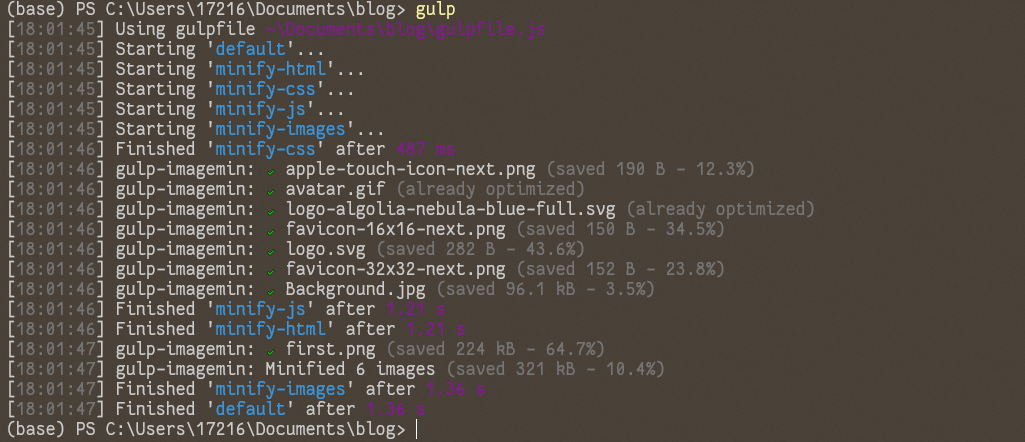 (base) PS C:\Users\17216\Documents\blog> gulp
[18:01:45] Using gulpfile ~\Documents\blog\gulpfile.js
[18:01:45] Starting 'default'...
[18:01:45] Starting 'minify-html'...
[18:01:45] Starting 'minify-css'...
[18:01:45] Starting 'minify-js'...
[18:01:45] Starting 'minify-images'...
[18:01:46] Finished 'minify-css' after 487 ms
[18:01:46] gulp-imagemin: ✔ apple-touch-icon-next.png (saved 190 B - 12.3%)
[18:01:46] gulp-imagemin: ✔ avatar.gif (already optimized)
[18:01:46] gulp-imagemin: ✔ logo-algolia-nebula-blue-full.svg (already optimized)
[18:01:46] gulp-imagemin: ✔ favicon-16x16-next.png (saved 150 B - 34.5%)
[18:01:46] gulp-imagemin: ✔ logo.svg (saved 282 B - 43.6%)
[18:01:46] gulp-imagemin: ✔ favicon-32x32-next.png (saved 152 B - 23.8%)
[18:01:46] gulp-imagemin: ✔ Background.jpg (saved 96.1 kB - 3.5%)
[18:01:46] Finished 'minify-js' after 1.21 s
[18:01:46] Finished 'minify-html' after 1.21 s
[18:01:47] gulp-imagemin: ✔ first.png (saved 224 kB - 64.7%)
[18:01:47] gulp-imagemin: Minified 6 images (saved 321 kB - 10.4%)
[18:01:47] Finished 'minify-images' after 1.36 s
[18:01:47] Finished 'default' after 1.36 s
(base) PS C:\Users\17216\Documents\blog>